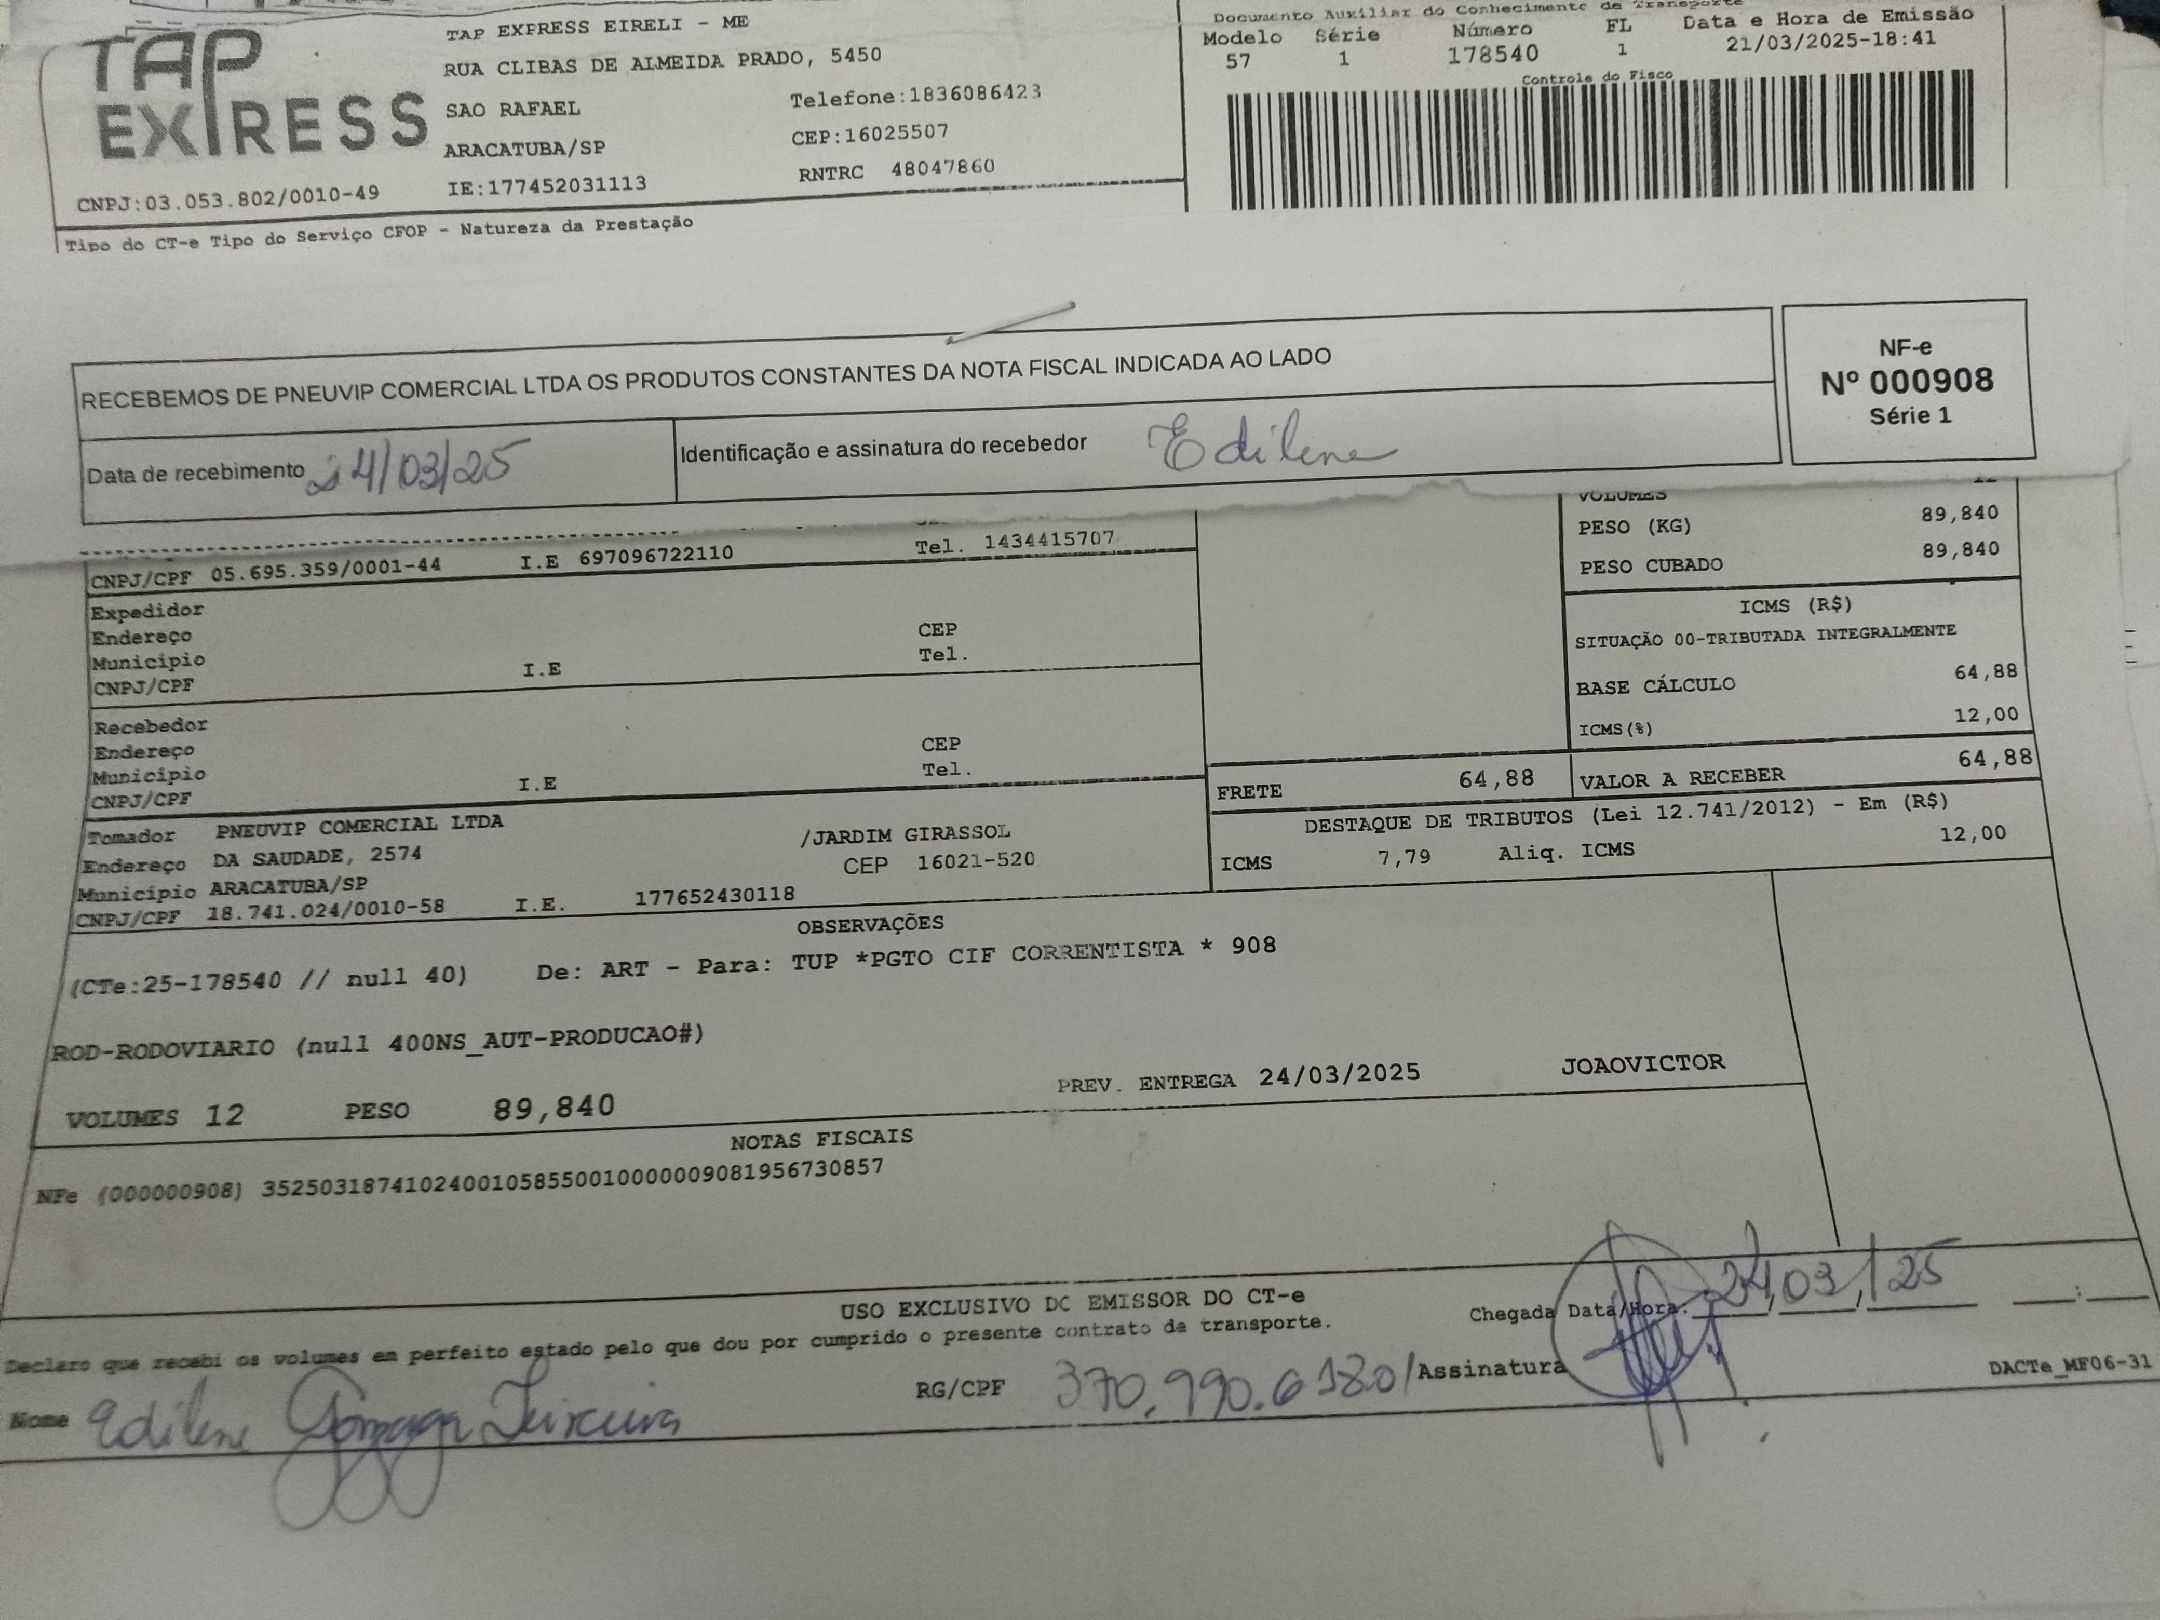 TAP EXPRESS
TAP EXPRESS EIRELI - ME
RUA CLIBAS DE ALMEIDA PRADO, 5450
SAO RAFAEL Telefone:1836086423
ARACATUBA/SP CEP:16025507
CNPJ:03.053.802/0010-49 IE:177452031113 RNTRC 48047860
Documento Auxiliar do Conhecimento de Transporte
Modelo Série Número FL Data e Hora de Emissão
57 1 178540 1 21/03/2025-18:41
Controle do Fisco
Tipo do CT-e Tipo do Serviço CFOP - Natureza da Prestação
RECEBEMOS DE PNEUVIP COMERCIAL LTDA OS PRODUTOS CONSTANTES DA NOTA FISCAL INDICADA AO LADO
NF-e
Nº 000908
Série 1
Data de recebimento 24/03/25 Identificação e assinatura do recebedor Edilene
CNPJ/CPF 05.695.359/0001-44 I.E 697096722110 Tel. 1434415707
Expedidor
Endereço CEP
Município I.E Tel.
CNPJ/CPF
Recebedor
Endereço CEP
Município I.E Tel.
CNPJ/CPF
VOLUMES 12
PESO (KG) 89,840
PESO CUBADO 89,840
ICMS (R$)
SITUAÇÃO 00-TRIBUTADA INTEGRALMENTE
BASE CÁLCULO 64,88
ICMS(%) 12,00
FRETE 64,88 VALOR A RECEBER 64,88
DESTAQUE DE TRIBUTOS (Lei 12.741/2012) - Em (R$)
ICMS 7,79 Aliq. ICMS 12,00
Tomador PNEUVIP COMERCIAL LTDA
Endereço DA SAUDADE, 2574 /JARDIM GIRASSOL
Município ARACATUBA/SP CEP 16021-520
CNPJ/CPF 18.741.024/0010-58 I.E. 177652430118
OBSERVAÇÕES
(CTe:25-178540 // null 40) De: ART - Para: TUP *PGTO CIF CORRENTISTA * 908
ROD-RODOVIARIO (null 400NS_AUT-PRODUCAO#)
PREV. ENTREGA 24/03/2025 JOAOVICTOR
VOLUMES 12 PESO 89,840
NOTAS FISCAIS
NFe (000000908) 35250318741024001058550010000009081956730857
USO EXCLUSIVO DO EMISSOR DO CT-e
Chegada Data/Hora: 24/03/25
Declaro que recebi os volumes em perfeito estado pelo que dou por cumprido o presente contrato de transporte.
Nome Edilene Gonzaga Teixeira RG/CPF Assinatura
DACTe_MF06-31